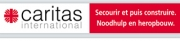 caritas
international
Secourir et puis construire.
Noodhulp en heropbouw.